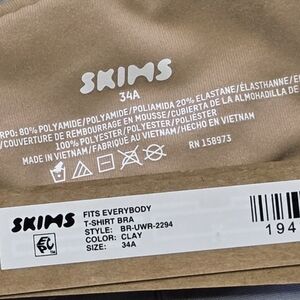 SKIMS
34A
RPO: 80% POLYAMIDE/POLYAMIDE/POLIAMIDA 20% ELASTANE/ÉLASTHANNE/E
/COUVERTURE DE REMBOURRAGE EN MOUSSE/CUBIERTA DE LA ALMOHADILLA DE
100% POLYESTER/POLYESTER/POLIÉSTER
MADE IN VIETNAM/FABRIQUÉ AU VIETNAM/HECHO EN VIETNAM
RN 158973
SKIMS
FITS EVERYBODY
T-SHIRT BRA
STYLE: BR-UWR-2294
COLOR: CLAY
SIZE: 34A
194